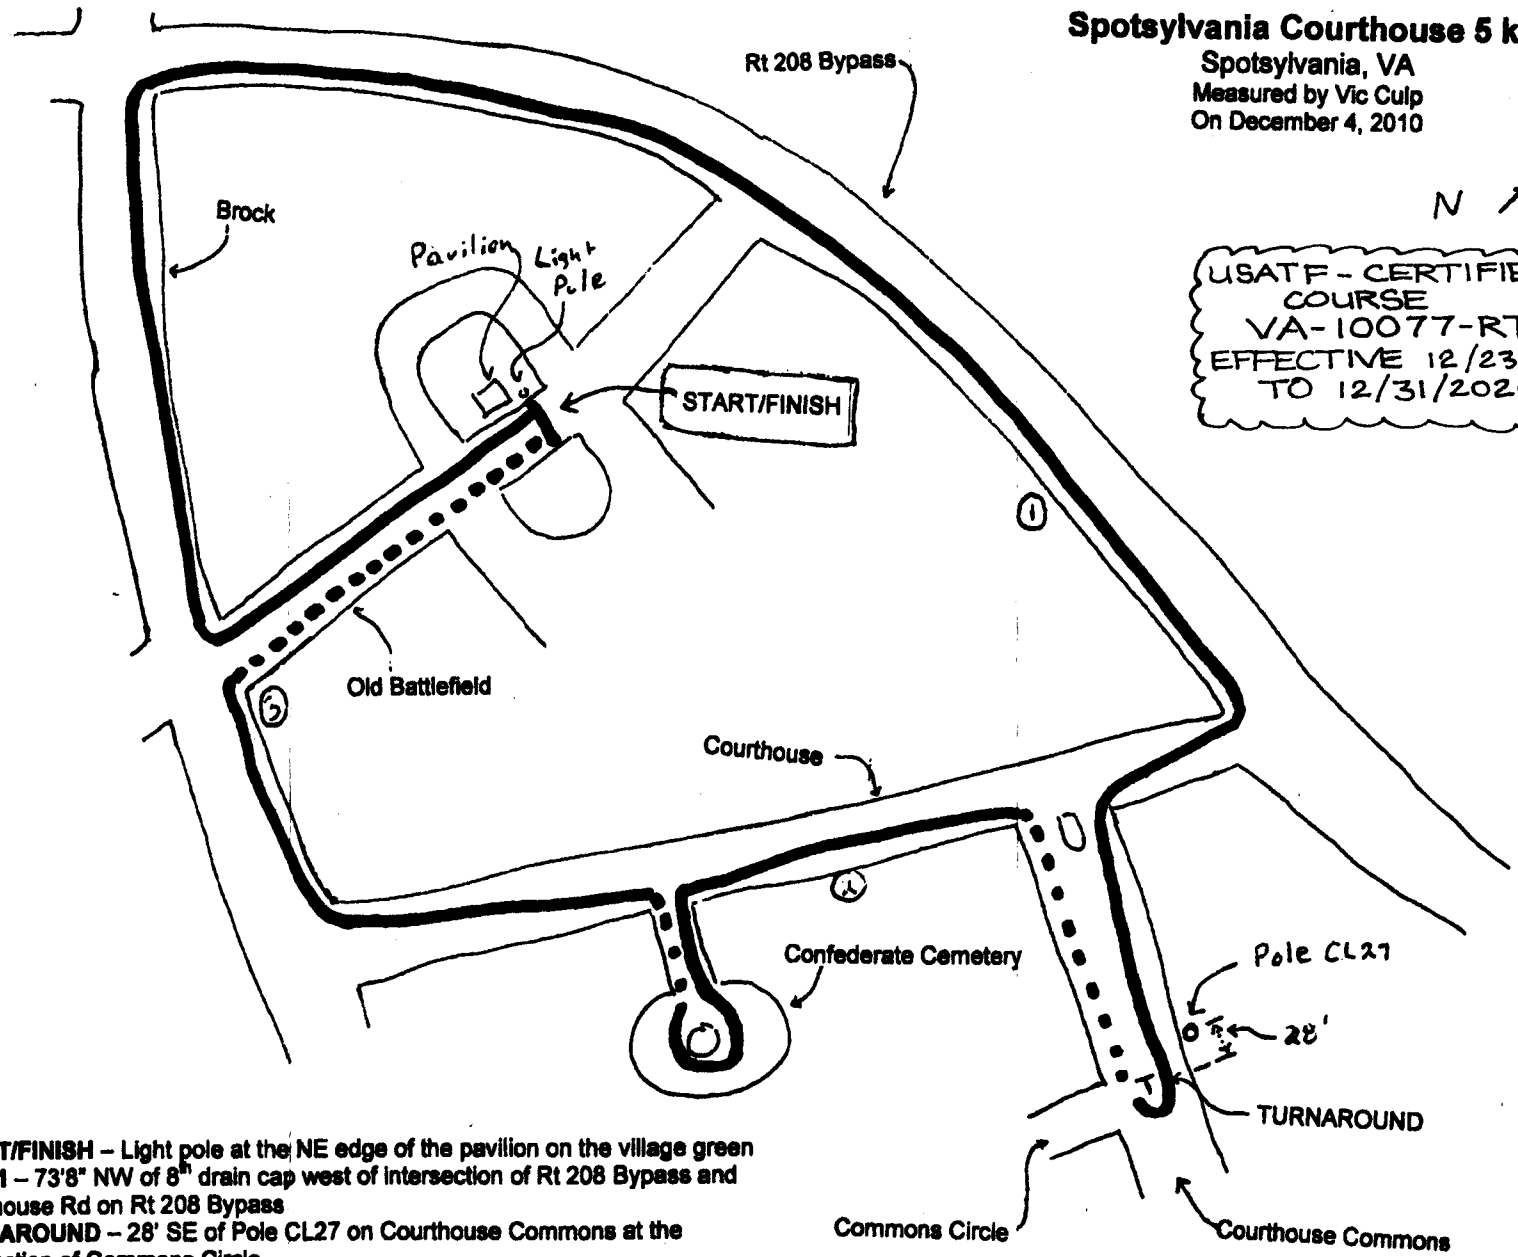 Spotsylvania Courthouse 5 k
Spotsylvania, VA
Measured by Vic Culp
On December 4, 2010
Rt 208 Bypass
N
USATF - CERTIFIE
COURSE
VA-10077-RT
EFFECTIVE 12/23
TO 12/31/202
Brock
Pavilion
Light
Pole
START/FINISH
1
Old Battlefield
3
Courthouse
2
Confederate Cemetery
Pole CL27
28'
TURNAROUND
Commons Circle
Courthouse Commons
T/FINISH – Light pole at the NE edge of the pavilion on the village green
1 – 73'8" NW of 8th drain cap west of intersection of Rt 208 Bypass and
house Rd on Rt 208 Bypass
AROUND – 28' SE of Pole CL27 on Courthouse Commons at the
ction of Commons Circle